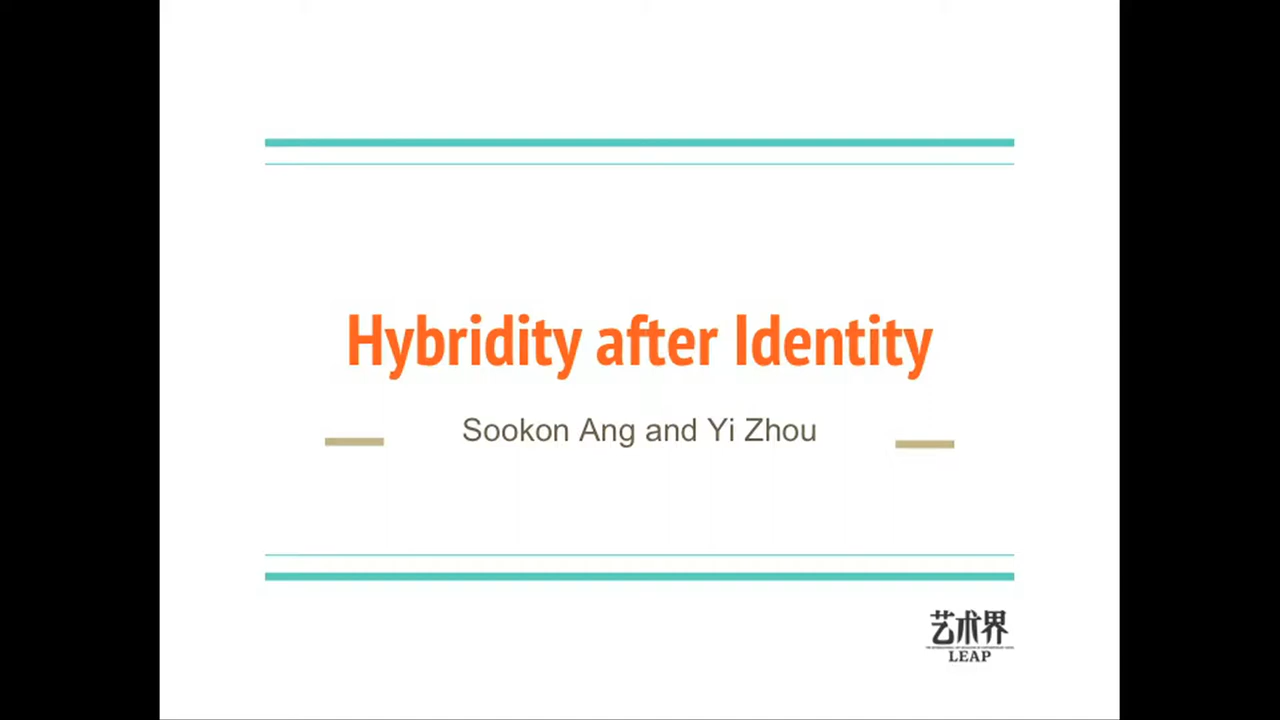 Hybridity after Identity
Sookon Ang and Yi Zhou
艺术界
LEAP